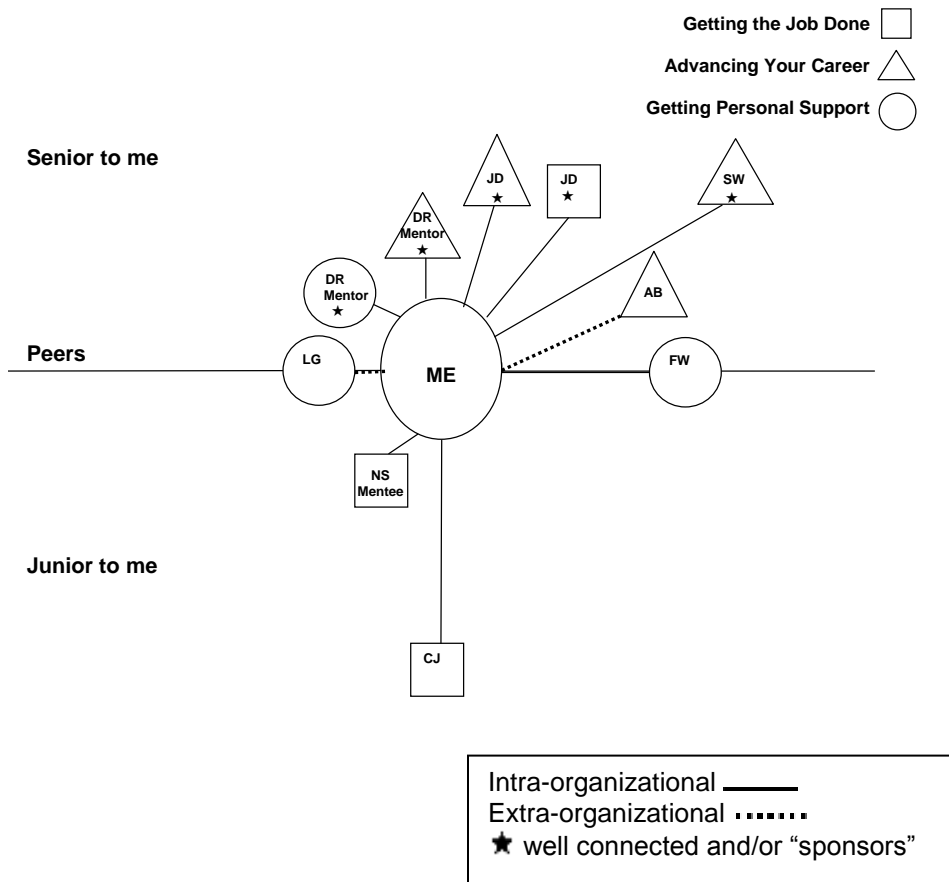 Getting the Job Done
Advancing Your Career
Getting Personal Support
Senior to me
JD
JD
SW
DR
Mentor
DR
Mentor
AB
Peers
LG
ME
FW
NS
Mentee
Junior to me
CJ
Intra-organizational
Extra-organizational
well connected and/or “sponsors”